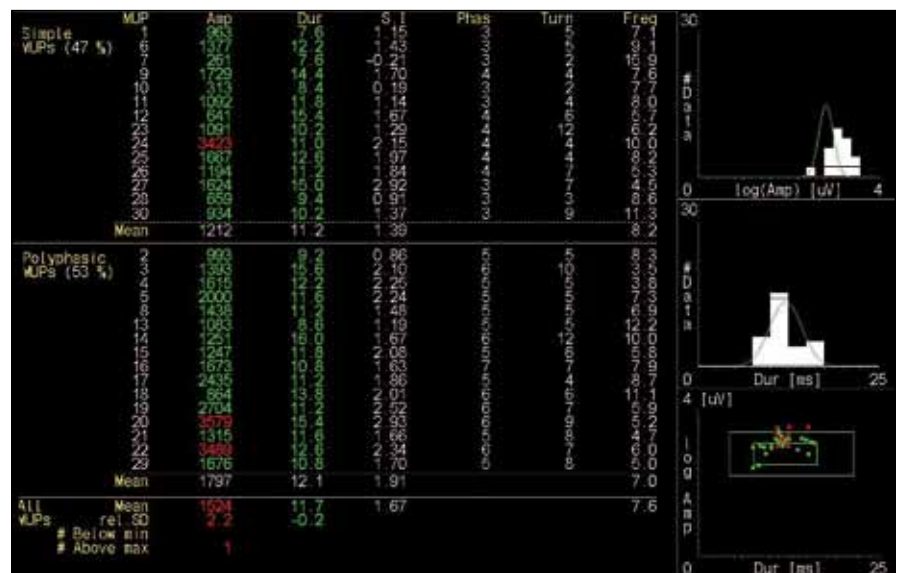 MUP Amp Dur S.I Phas Turn Freq
Simple 1 963 7.6 1.15 3 5 7.1
MUPs (47 %) 6 1377 12.2 1.43 3 5 9.1
7 261 7.6 -0.21 3 2
9 1729 14.4 1.70 4 4 7.6
10 313 8.4 0.19 3 2 7.7
11 1092 11.8 1.14 3 4 8.0
12 641 15.4 1.67 4 6 5.7
23 1091 10.2 1.29 4 12 6.2
24 3423 11.0 2.15 4 4 10.0
25 1667 12.6 1.97 4 4 8.2
26 1194 11.2 1.84 4 7 5.3
27 1624 15.0 2.92 3 7 4.5
28 659 9.4 0.91 3 3 8.6
30 934 10.2 1.37 3 9 11.3
Mean 1212 11.2 1.39 8.2
Polyphasic 2 993 9.2 0.86 5 5 8.3
MUPs (53 %) 3 1393 15.6 2.10 6 10 3.5
4 1615 12.2 2.25 5 5 3.8
5 2000 11.6 2.24 5 5 7.3
8 1438 11.2 1.48 5 6 6.9
13 1083 8.6 1.19 5 5 12.2
14 1251 16.0 1.67 6 12 10.0
15 1247 11.8 2.08 5 6 5.8
16 1673 10.8 1.63 7 7 7.9
17 2435 11.2 1.86 5 4 8.7
18 864 13.8 2.01 6 6 11.1
19 2704 11.2 2.52 6 7 5.9
20 3579 15.4 2.93 6 9 5.2
21 1315 11.6 1.66 5 8 4.7
22 3489 12.6 2.34 6 7 6.0
29 1676 10.8 1.70 5 8 5.0
Mean 1797 12.1 1.91 7.0
All Mean 1524 11.7 1.67 7.6
MUPs rel.SD 2.2 -0.2
# Below min
# Above max 1
30
#Data
0 log(Amp) [uV] 4
30
#Data
0 Dur [ms] 25
4 [uV]
log Amp
0 Dur [ms] 25